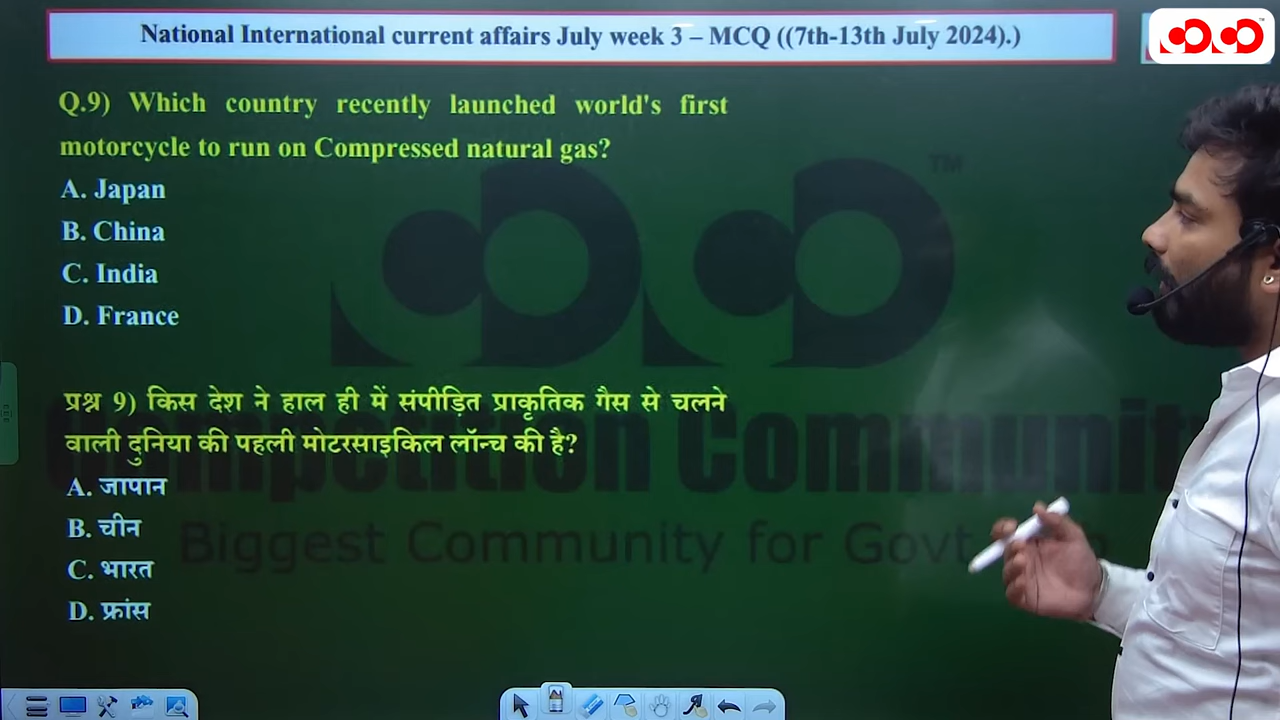 National International current affairs July week 3 – MCQ ((7th-13th July 2024).)
Q.9) Which country recently launched world's first
motorcycle to run on Compressed natural gas?
A. Japan
B. China
C. India
D. France
TM
प्रश्न 9) किस देश ने हाल ही में संपीड़ित प्राकृतिक गैस से चलने
वाली दुनिया की पहली मोटरसाइकिल लॉन्च की है?
A. जापान
B. चीन
C. भारत
D. फ्रांस
Competition Community
Biggest Community for Govt